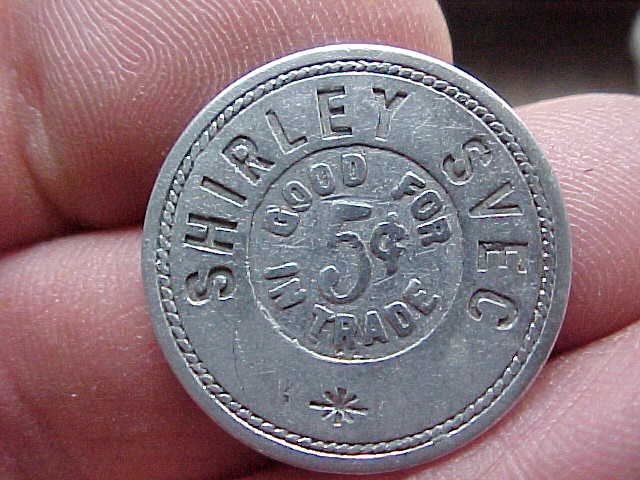 SHIRLEY SVEC
GOOD FOR
5¢
IN TRADE